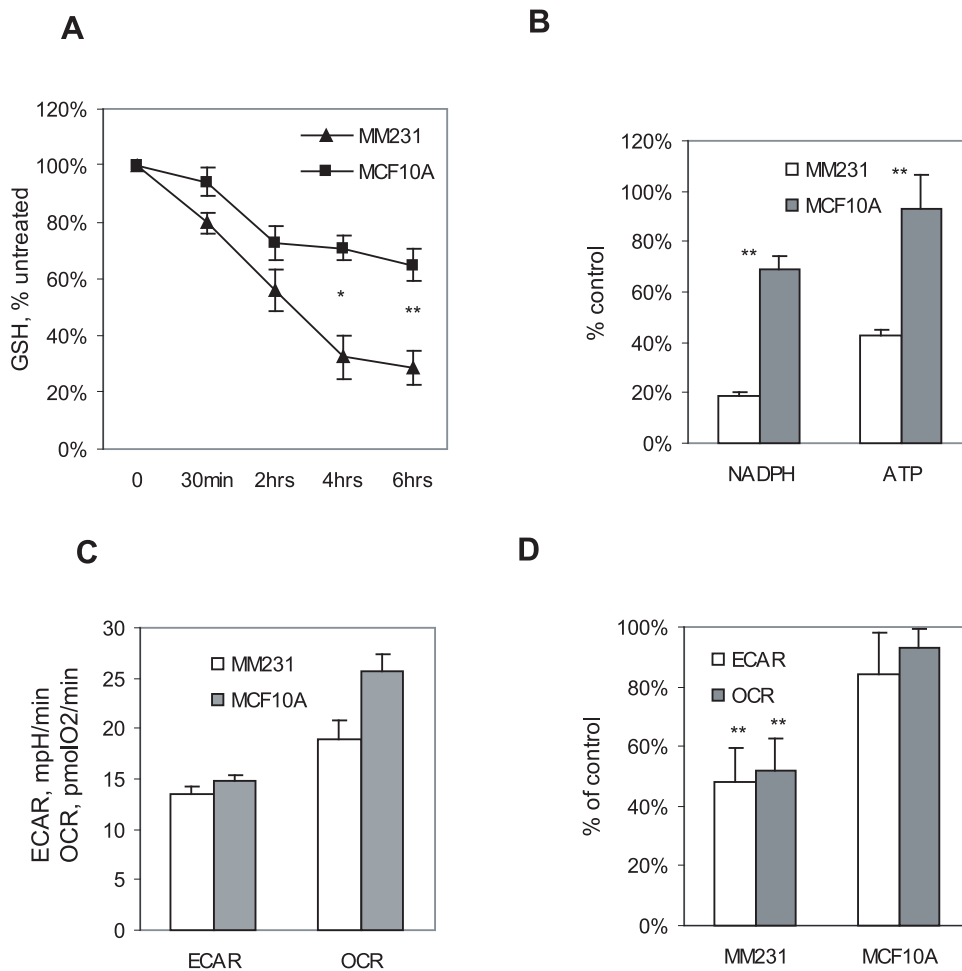 A
120%
100%
80%
60%
40%
20%
0%
GSH, % untreated
MM231
MCF10A
*
**
0 30min 2hrs 4hrs 6hrs
B
120%
100%
80%
60%
40%
20%
0%
% control
MM231
MCF10A
**
**
NADPH ATP
C
30
25
20
15
10
5
0
ECAR, mpH/min
OCR, pmolO2/min
MM231
MCF10A
ECAR OCR
D
100%
80%
60%
40%
20%
0%
% of control
ECAR
OCR
** **
MM231 MCF10A